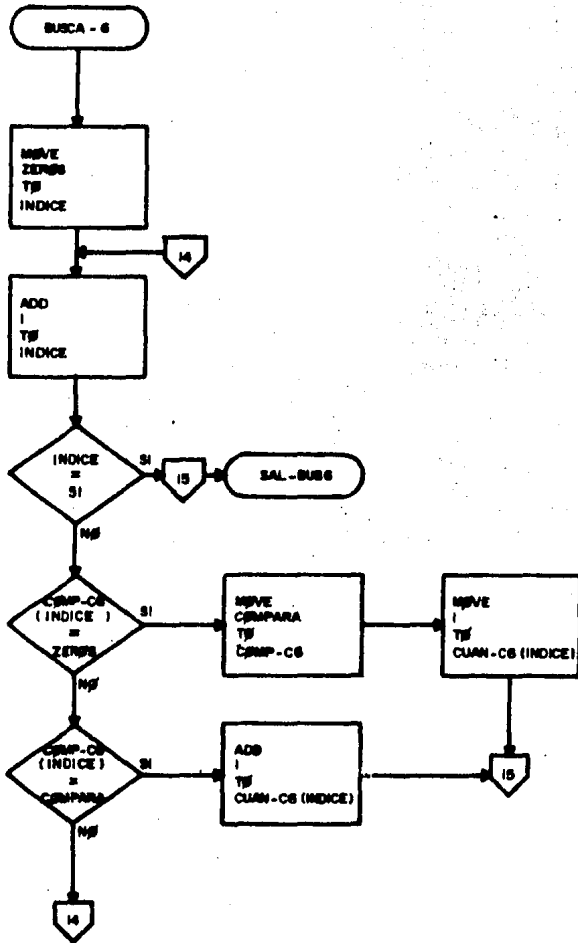 BUSCA - 6
MØVE
ZERØS
TØ
INDICE
14
ADD
1
TØ
INDICE
INDICE
=
51
SI
15
SAL-BUS6
NØ
CØMP-C6
(INDICE)
=
ZERØS
SI
MØVE
CØMPARA
TØ
CØMP-C6
MØVE
1
TØ
CUAN-C6 (INDICE)
NØ
CØMP-C6
(INDICE)
=
CØMPARA
SI
ADD
1
TØ
CUAN-C6 (INDICE)
15
NØ
14